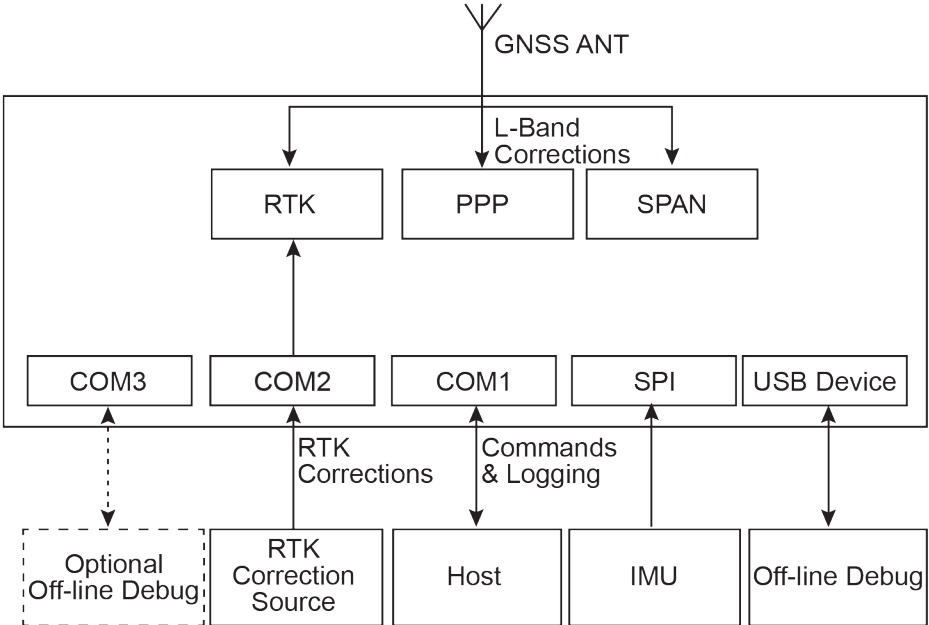 GNSS ANT
L-Band
Corrections
RTK
PPP
SPAN
COM3
COM2
COM1
SPI
USB Device
RTK
Corrections
Commands
& Logging
Optional
Off-line Debug
RTK
Correction
Source
Host
IMU
Off-line Debug